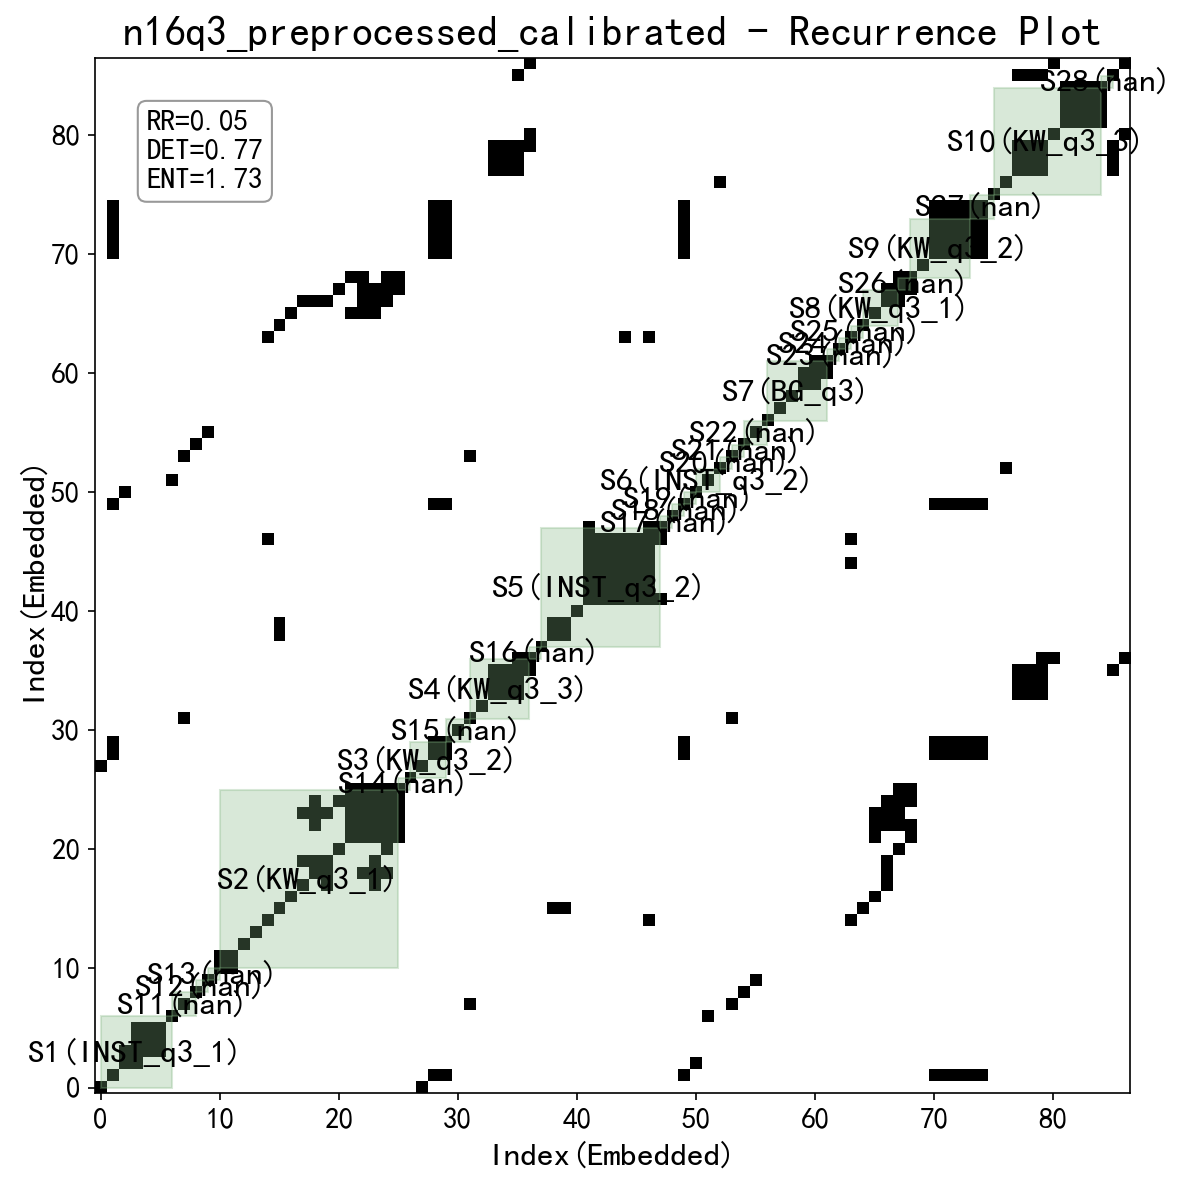 n16q3_preprocessed_calibrated - Recurrence Plot
RR=0.05
DET=0.77
ENT=1.73
S28(nan)
S10(KW_q3_3)
S27(nan)
S9(KW_q3_2)
S26(nan)
S8(KW_q3_1)
S25(nan)
S24(nan)
S23(nan)
S7(BG_q3)
S22(nan)
S21(nan)
S20(nan)
S6(INST_q3_2)
S19(nan)
S18(nan)
S17(nan)
S5(INST_q3_2)
S16(nan)
S4(KW_q3_3)
S15(nan)
S3(KW_q3_2)
S14(nan)
S2(KW_q3_1)
S13(nan)
S12(nan)
S11(nan)
S1(INST_q3_1)
80
70
60
50
40
30
20
10
0
Index(Embedded)
0 10 20 30 40 50 60 70 80
Index(Embedded)